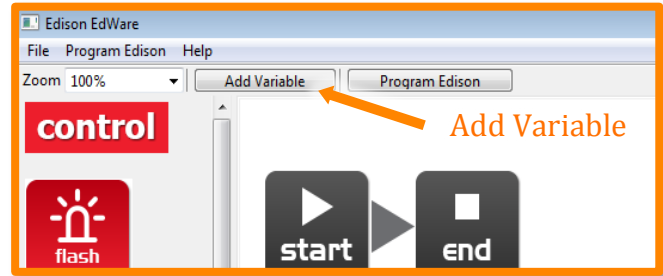 Edison EdWare
File Program Edison Help
Zoom 100% Add Variable Program Edison
control
Add Variable
flash
start end